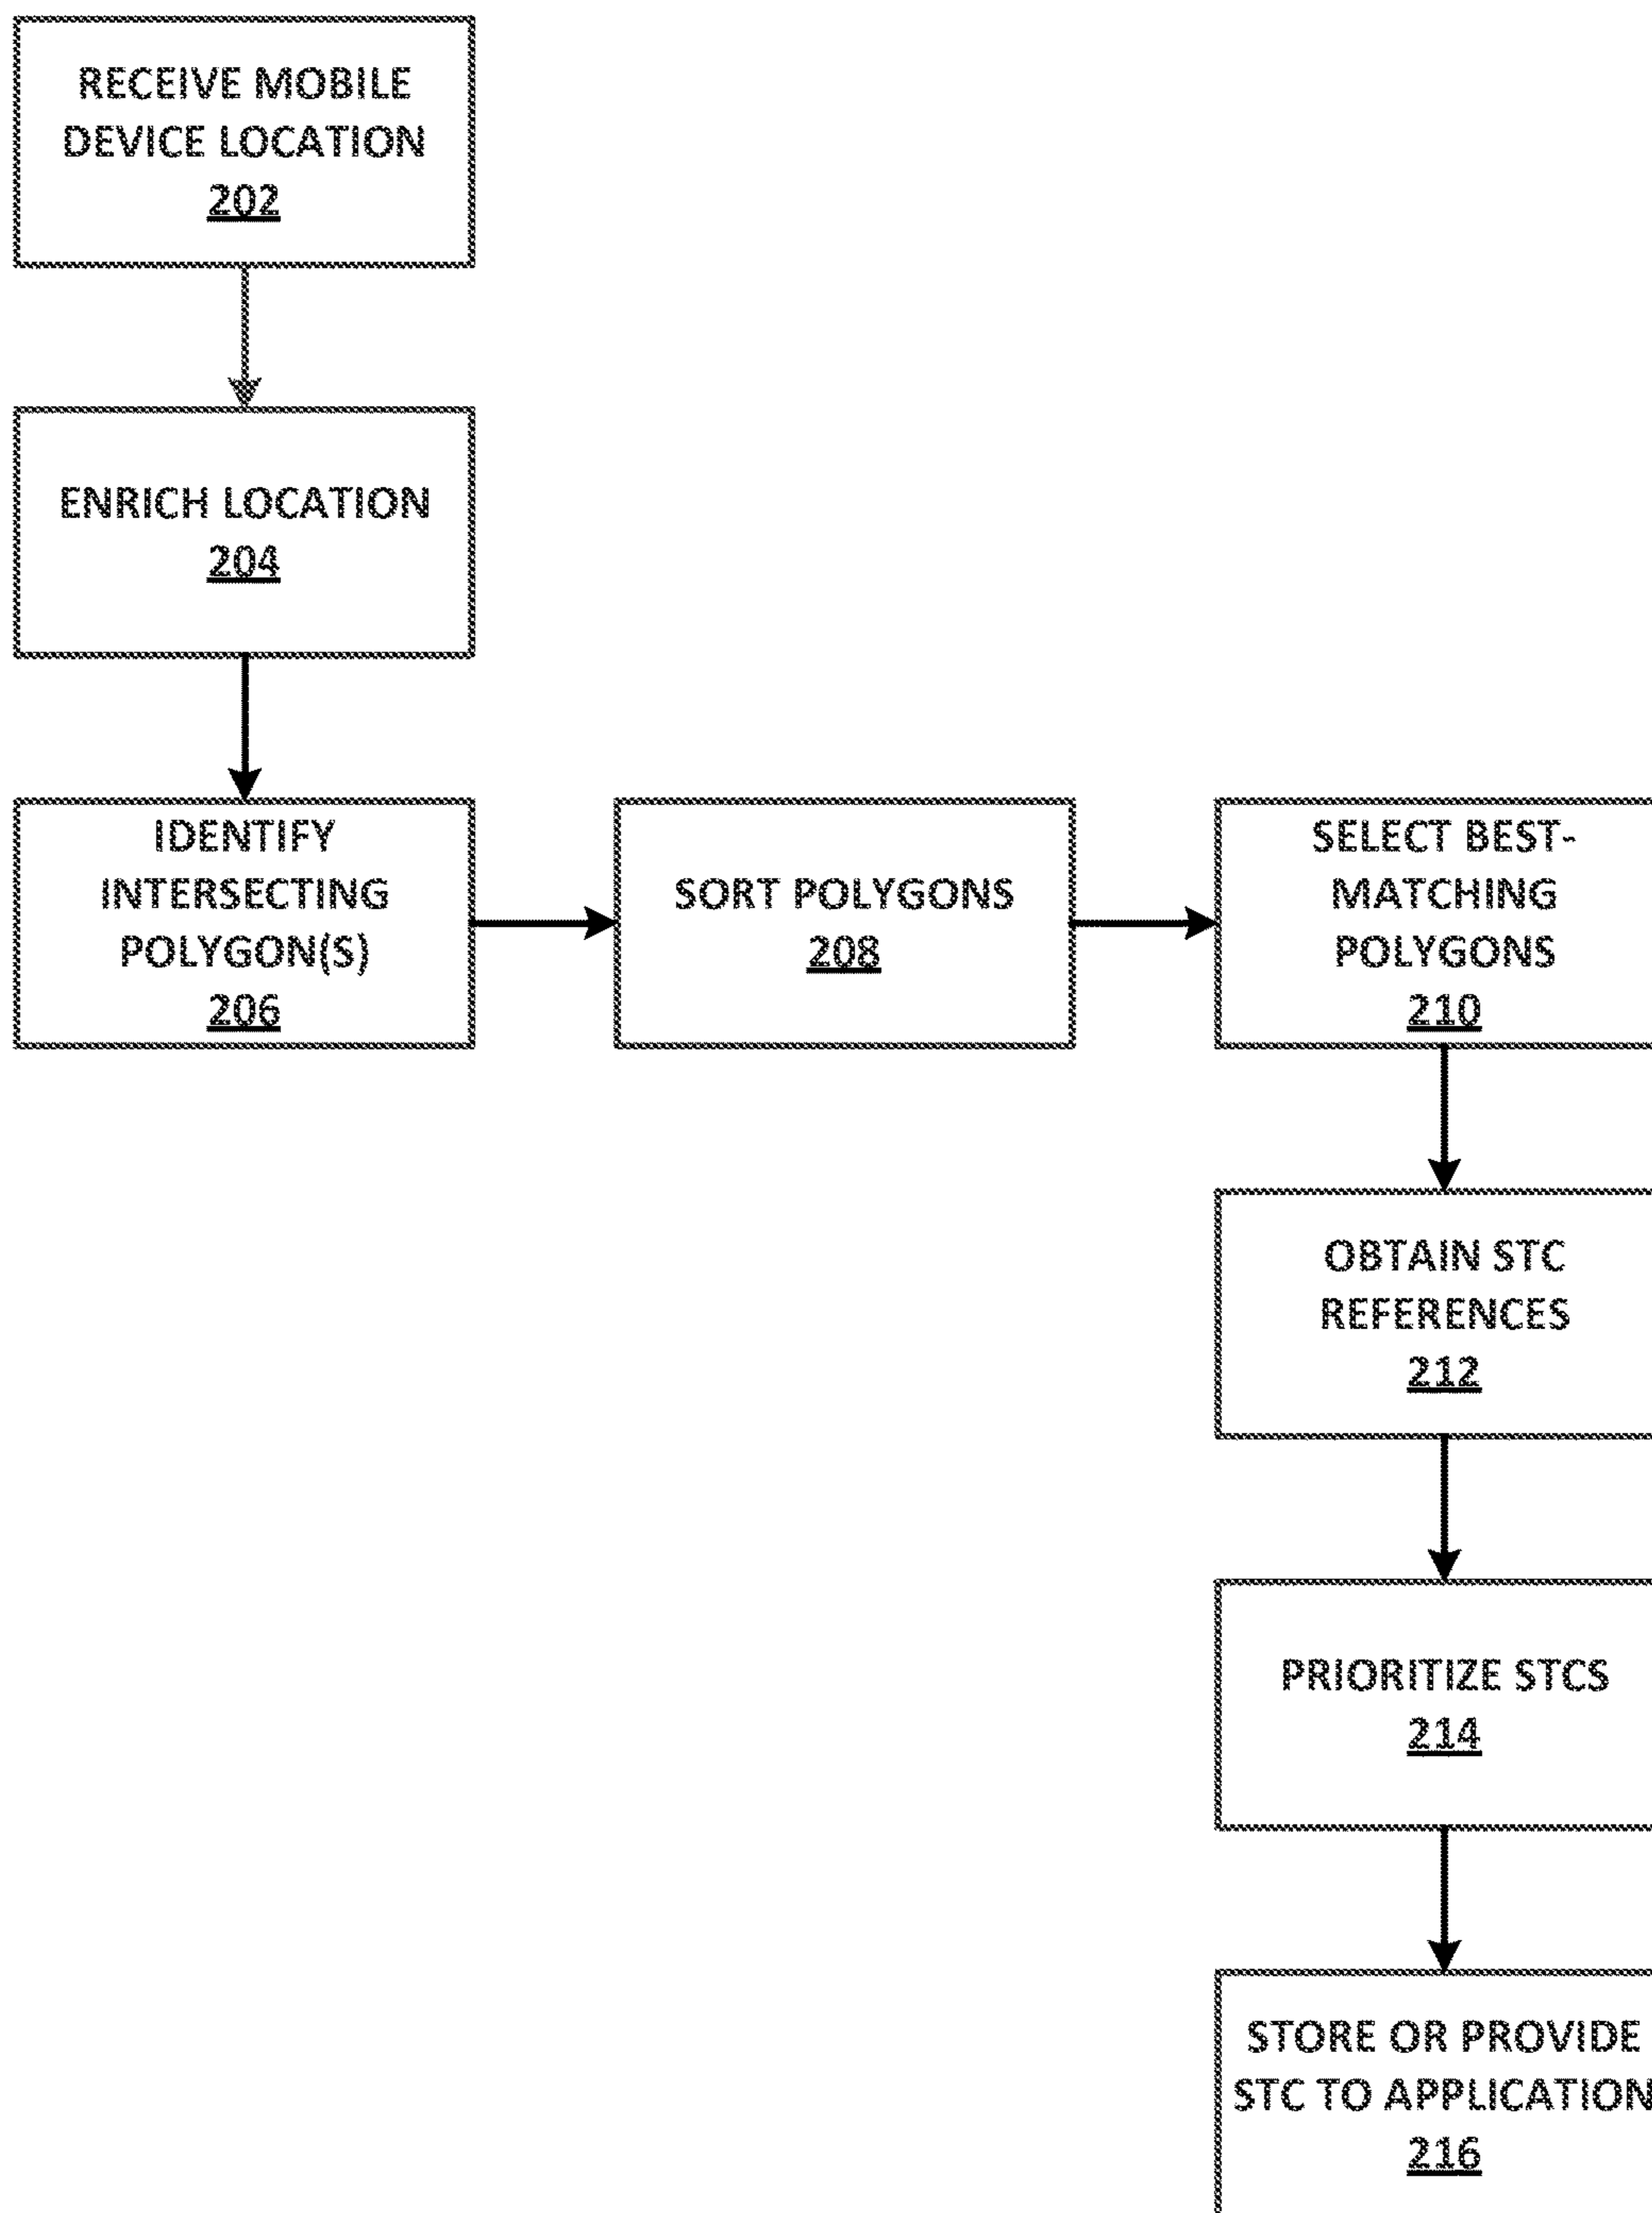 RECEIVE MOBILE
DEVICE LOCATION
202
ENRICH LOCATION
204
IDENTIFY
INTERSECTING
POLYGON(S)
206
SORT POLYGONS
208
SELECT BEST-
MATCHING
POLYGONS
210
OBTAIN STC
REFERENCES
212
PRIORITIZE STCS
214
STORE OR PROVIDE
STC TO APPLICATION
216